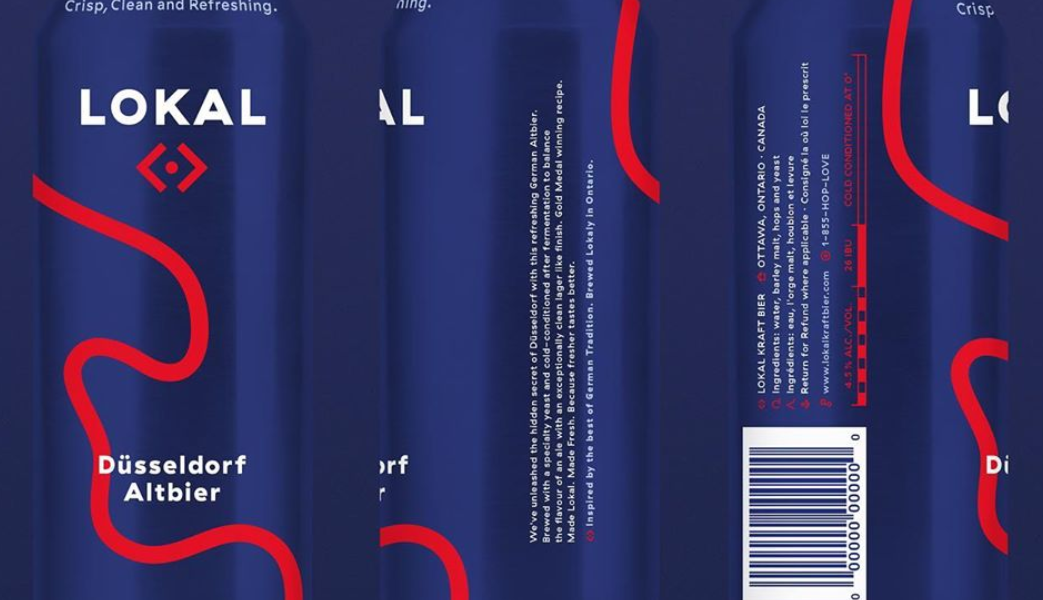 Crisp, Clean and Refreshing.
LOKAL
Düsseldorf
Altbier
hing.
AL
orf
r
We've unleashed the hidden secret of Düsseldorf with this refreshing German Altbier.
Brewed with a specialty yeast and cold-conditioned after fermentation to balance
the flavour of an ale with an exceptionally clean lager like finish. Gold Medal winning recipe.
Made Lokal. Made Fresh. Because fresher tastes better.
Inspired by the best of German Tradition. Brewed Lokaly in Ontario.
LOKAL KRAFT BIER OTTAWA, ONTARIO · CANADA
Ingredients: water, barley malt, hops and yeast
Ingrédients: eau, l'orge malt, houblon et levure
Return for Refund where applicable · Consigné la où loi le prescrit
www.lokalkraftbier.com 1-855-HOP-LOVE
4.5% ALC./VOL. 26 IBU COLD CONDITIONED AT 0°
0 00000 00000 0
Crisp
LO
Dü